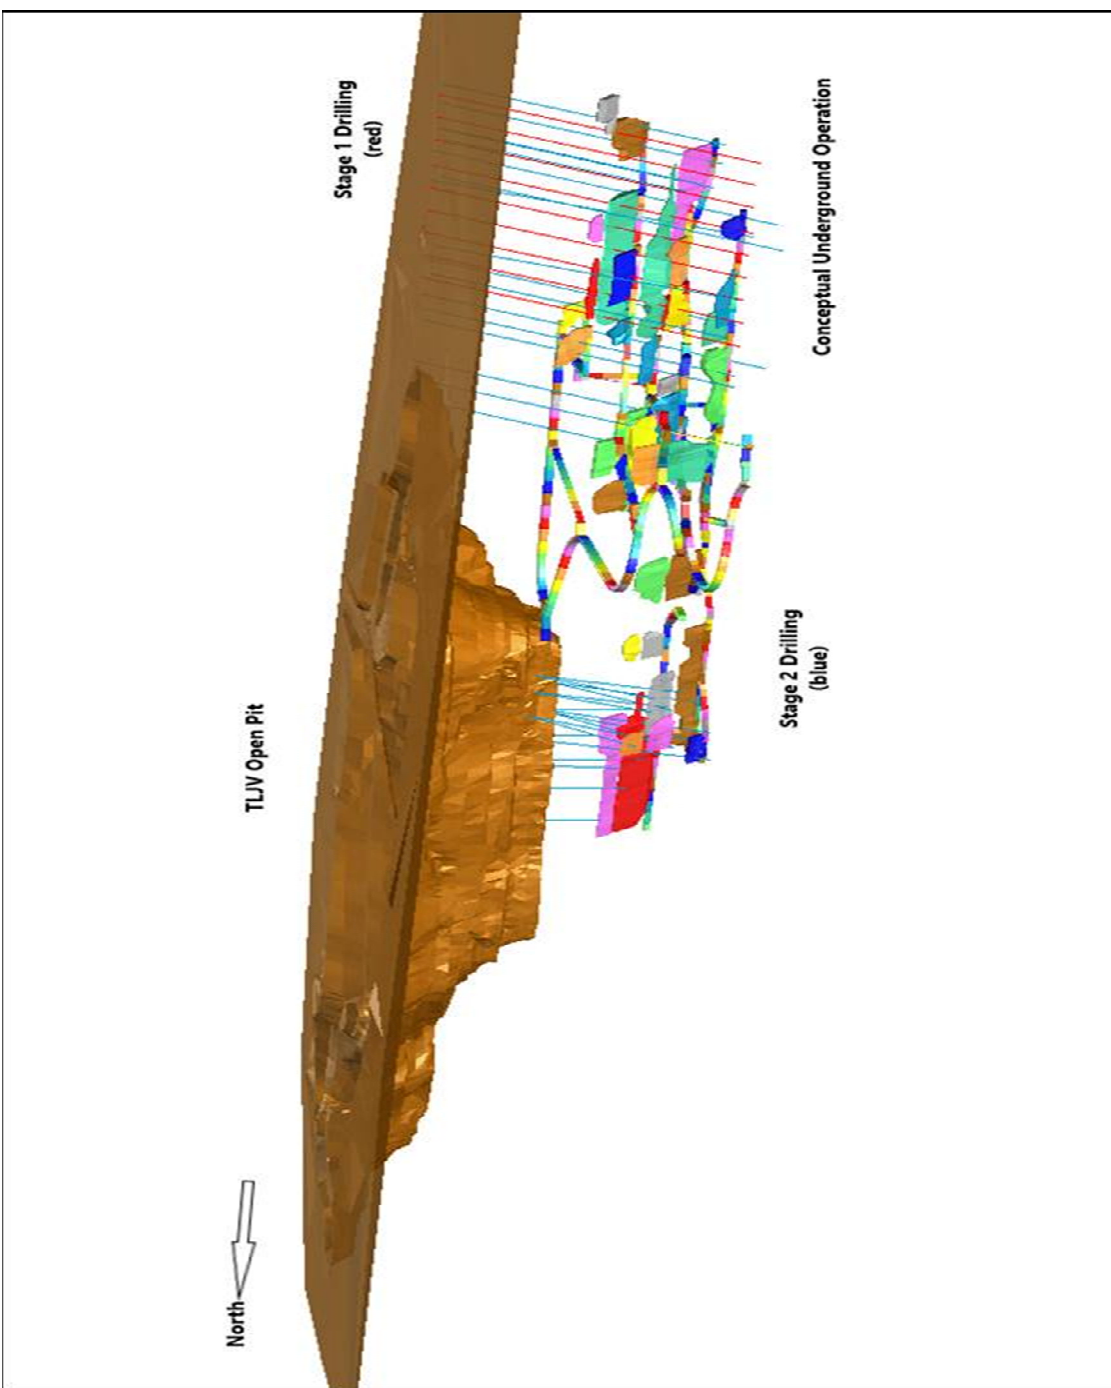 North
TLJV Open Pit
Stage 1 Drilling
(red)
Stage 2 Drilling
(blue)
Conceptual Underground Operation